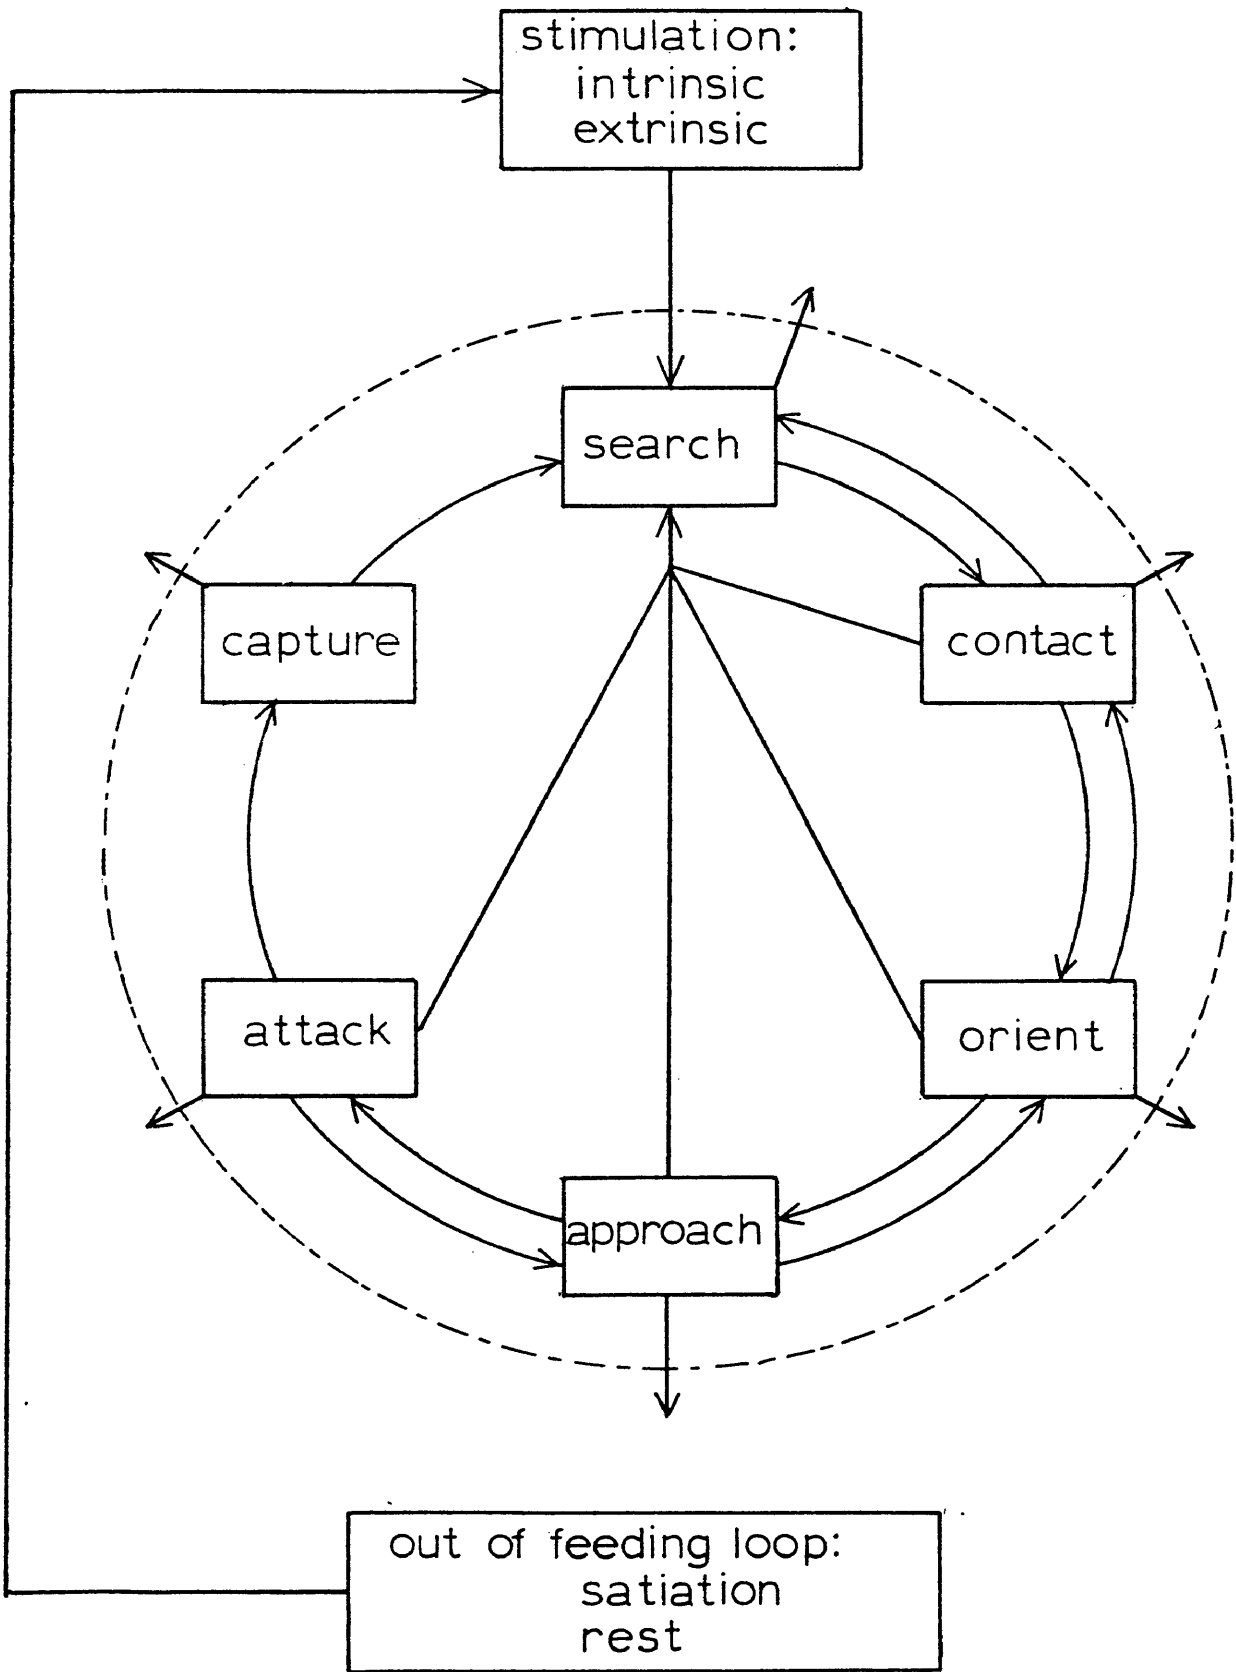 stimulation:
intrinsic
extrinsic
search
capture
contact
attack
orient
approach
out of feeding loop:
satiation
rest